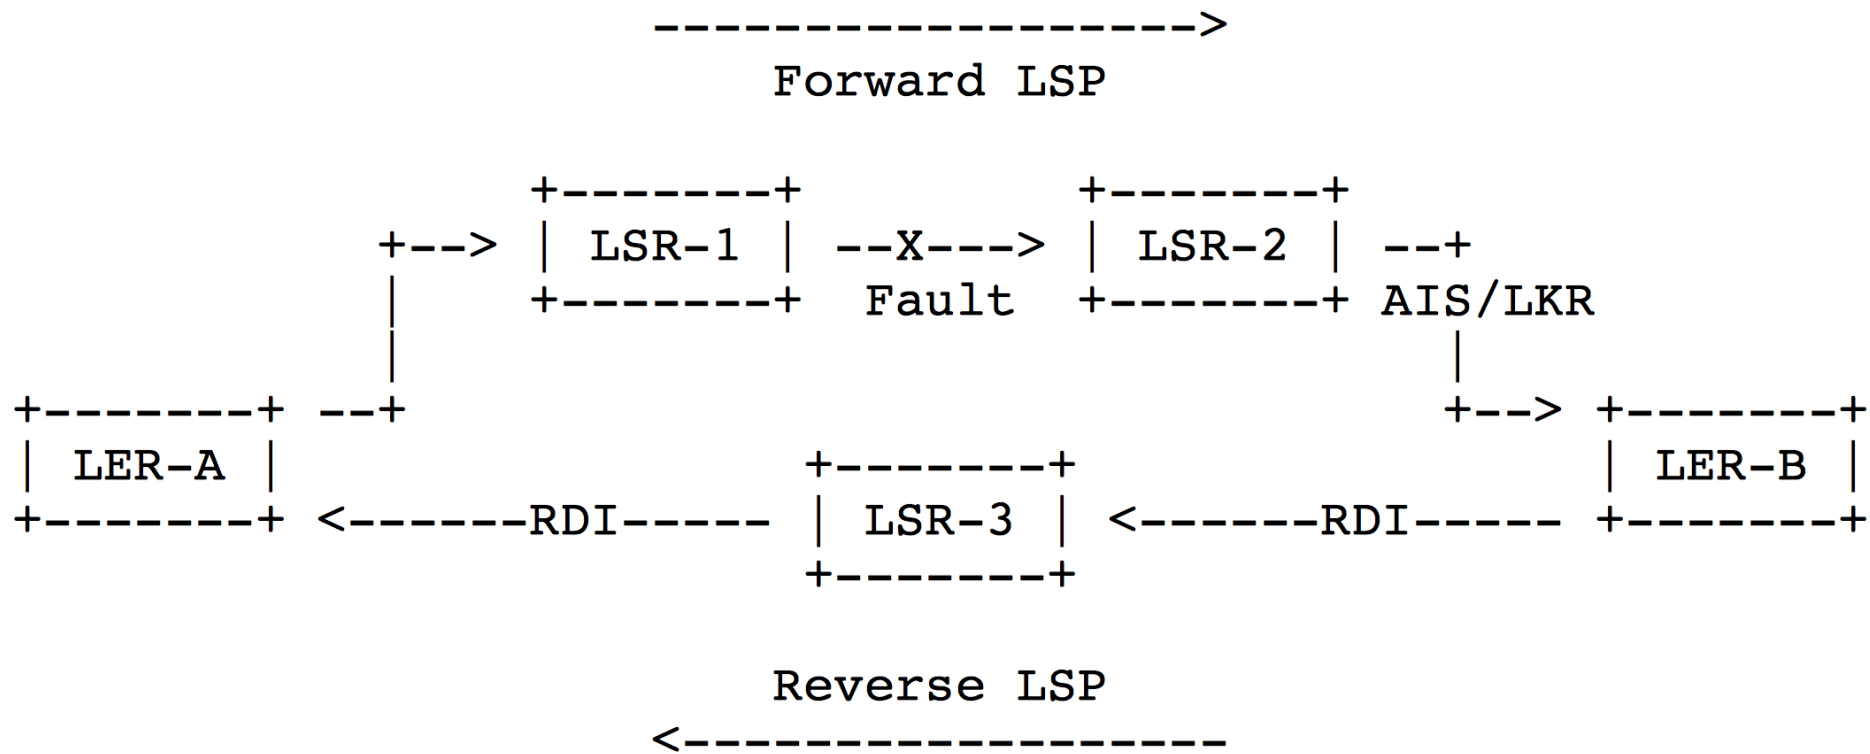 ------------------>
Forward LSP
+-------+ +-------+
+--> | LSR-1 | --X---> | LSR-2 | --+
| +-------+ Fault +-------+ AIS/LKR
| |
+-------+ --+ +--> +-------+
| LER-A | +-------+ | LER-B |
+-------+ <------RDI----- | LSR-3 | <------RDI----- +-------+
+-------+
Reverse LSP
<------------------